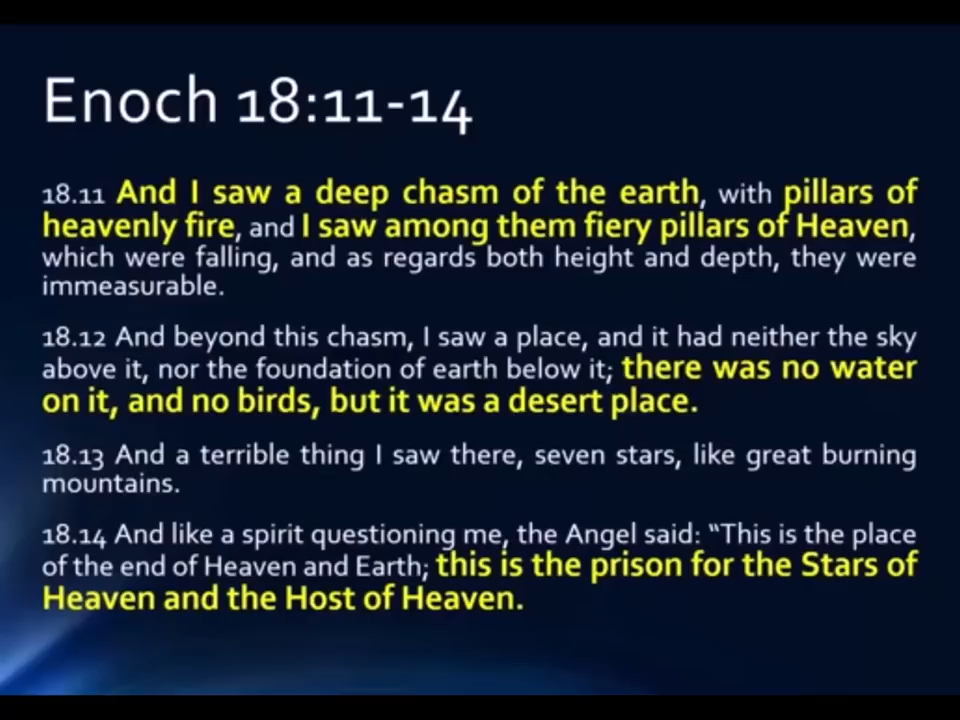 Enoch 18:11-14
18.11 And I saw a deep chasm of the earth, with pillars of
heavenly fire, and I saw among them fiery pillars of Heaven,
which were falling, and as regards both height and depth, they were
immeasurable.
18.12 And beyond this chasm, I saw a place, and it had neither the sky
above it, nor the foundation of earth below it; there was no water
on it, and no birds, but it was a desert place.
18.13 And a terrible thing I saw there, seven stars, like great burning
mountains.
18.14 And like a spirit questioning me, the Angel said: “This is the place
of the end of Heaven and Earth; this is the prison for the Stars of
Heaven and the Host of Heaven.